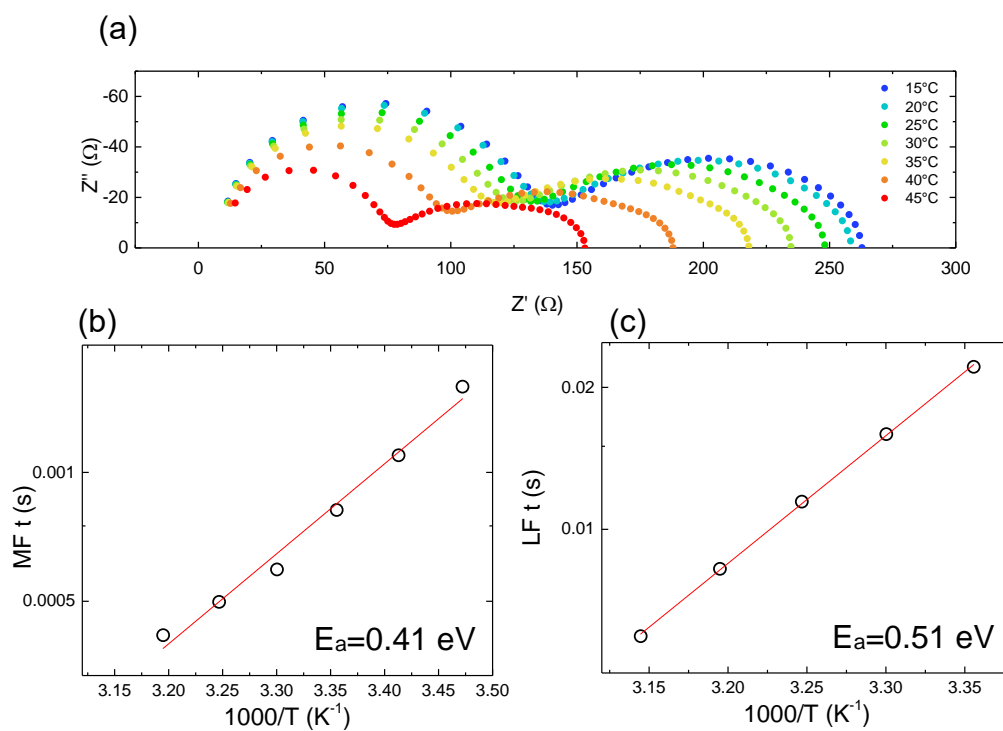 (a)
-60
-40
-20
0
Z'' (Ω)
0
50
100
150
200
250
300
Z' (Ω)
15°C
20°C
25°C
30°C
35°C
40°C
45°C
(b)
0.001
0.0005
MF t (s)
3.15
3.20
3.25
3.30
3.35
3.40
3.45
3.50
1000/T (K⁻¹)
Ea=0.41 eV
(c)
0.02
0.01
LF t (s)
3.15
3.20
3.25
3.30
3.35
1000/T (K⁻¹)
Ea=0.51 eV